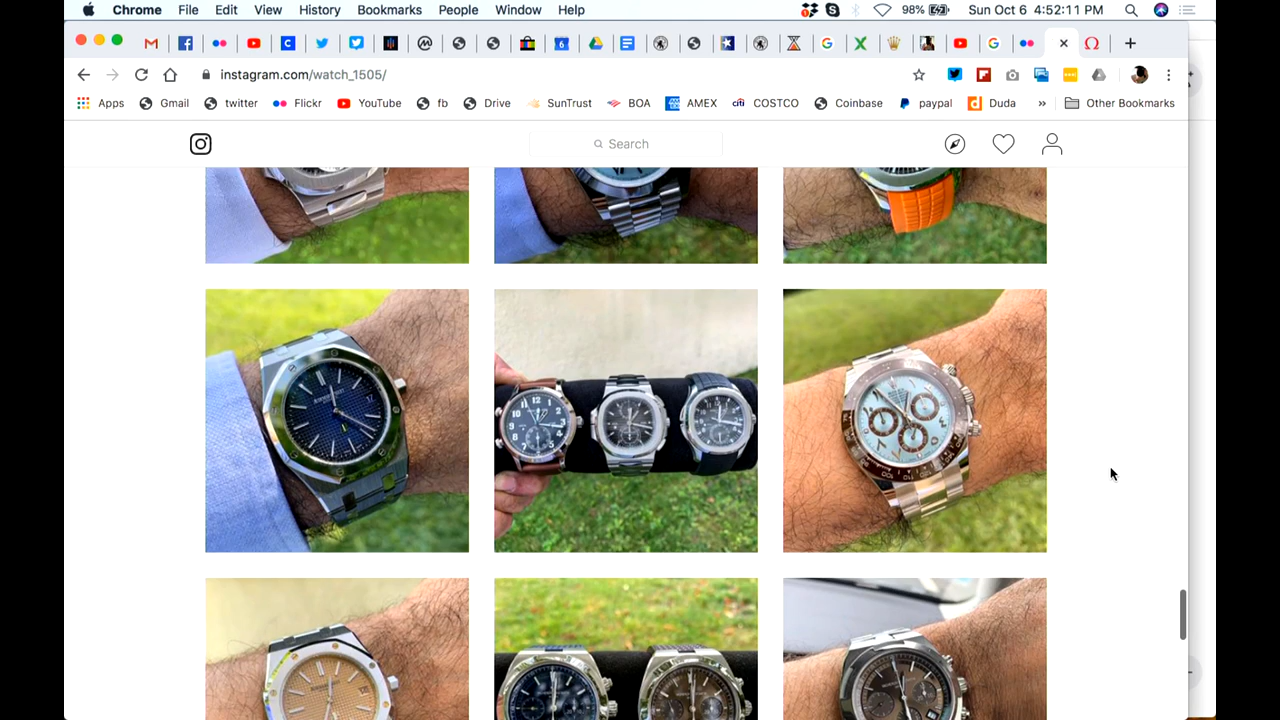 Chrome File Edit View History Bookmarks People Window Help 98% Sun Oct 6 4:52:11 PM
instagram.com/watch_1505/
Apps Gmail twitter Flickr YouTube fb Drive SunTrust BOA AMEX citi COSTCO Coinbase paypal Duda » Other Bookmarks
Search